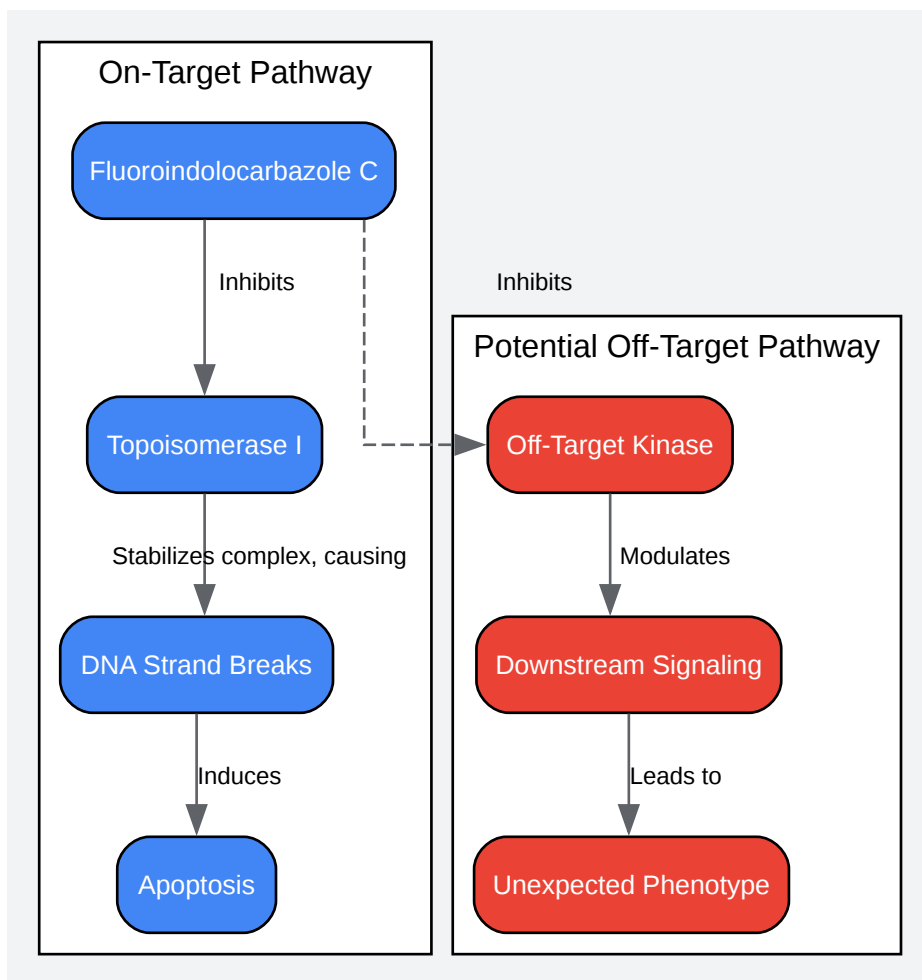 On-Target Pathway
Fluoroindolocarbazole C
Inhibits
Inhibits
Potential Off-Target Pathway
Topoisomerase I
Off-Target Kinase
Stabilizes complex, causing
Modulates
DNA Strand Breaks
Downstream Signaling
Induces
Leads to
Apoptosis
Unexpected Phenotype